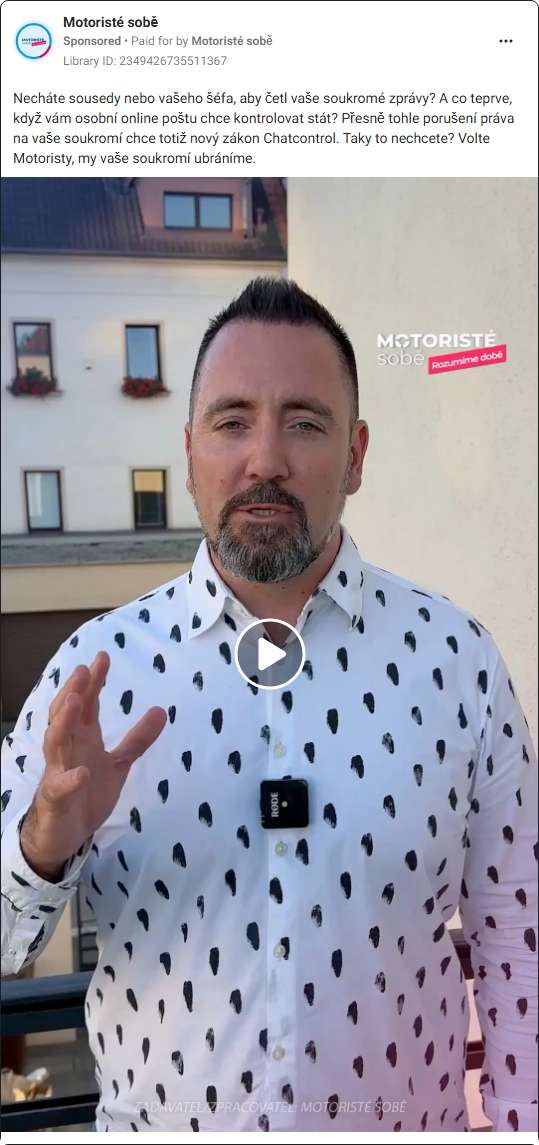 Motoristé sobě
Sponsored • Paid for by Motoristé sobě
Library ID: 2349426735511367
Necháte sousedy nebo vašeho šéfa, aby četl vaše soukromé zprávy? A co teprve,
když vám osobní online poštu chce kontrolovat stát? Přesně tohle porušení práva
na vaše soukromí chce totiž nový zákon Chatcontrol. Taky to nechcete? Volte
Motoristy, my vaše soukromí ubráníme.
MOTORISTÉ
sobě Rozumíme době
RØDE
ZADAVATEL/ZPRACOVATEL: MOTORISTÉ SOBĚ